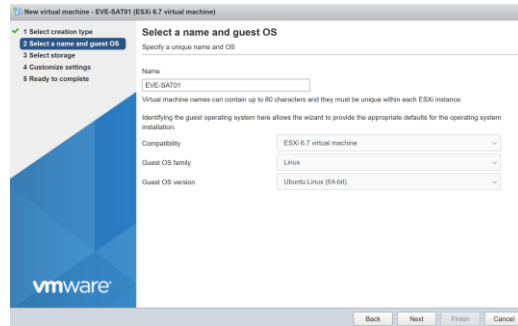 New virtual machine - EVE-SAT01 (ESXi 6.7 virtual machine)
1 Select creation type
2 Select a name and guest OS
3 Select storage
4 Customize settings
5 Ready to complete
vmware
Select a name and guest OS
Specify a unique name and OS
Name
EVE-SAT01
Virtual machine names can contain up to 80 characters and they must be unique within each ESXi instance.
Identifying the guest operating system here allows the wizard to provide the appropriate defaults for the operating system
installation.
Compatibility
ESXi 6.7 virtual machine
Guest OS family
Linux
Guest OS version
Ubuntu Linux (64-bit)
Back
Next
Finish
Cancel